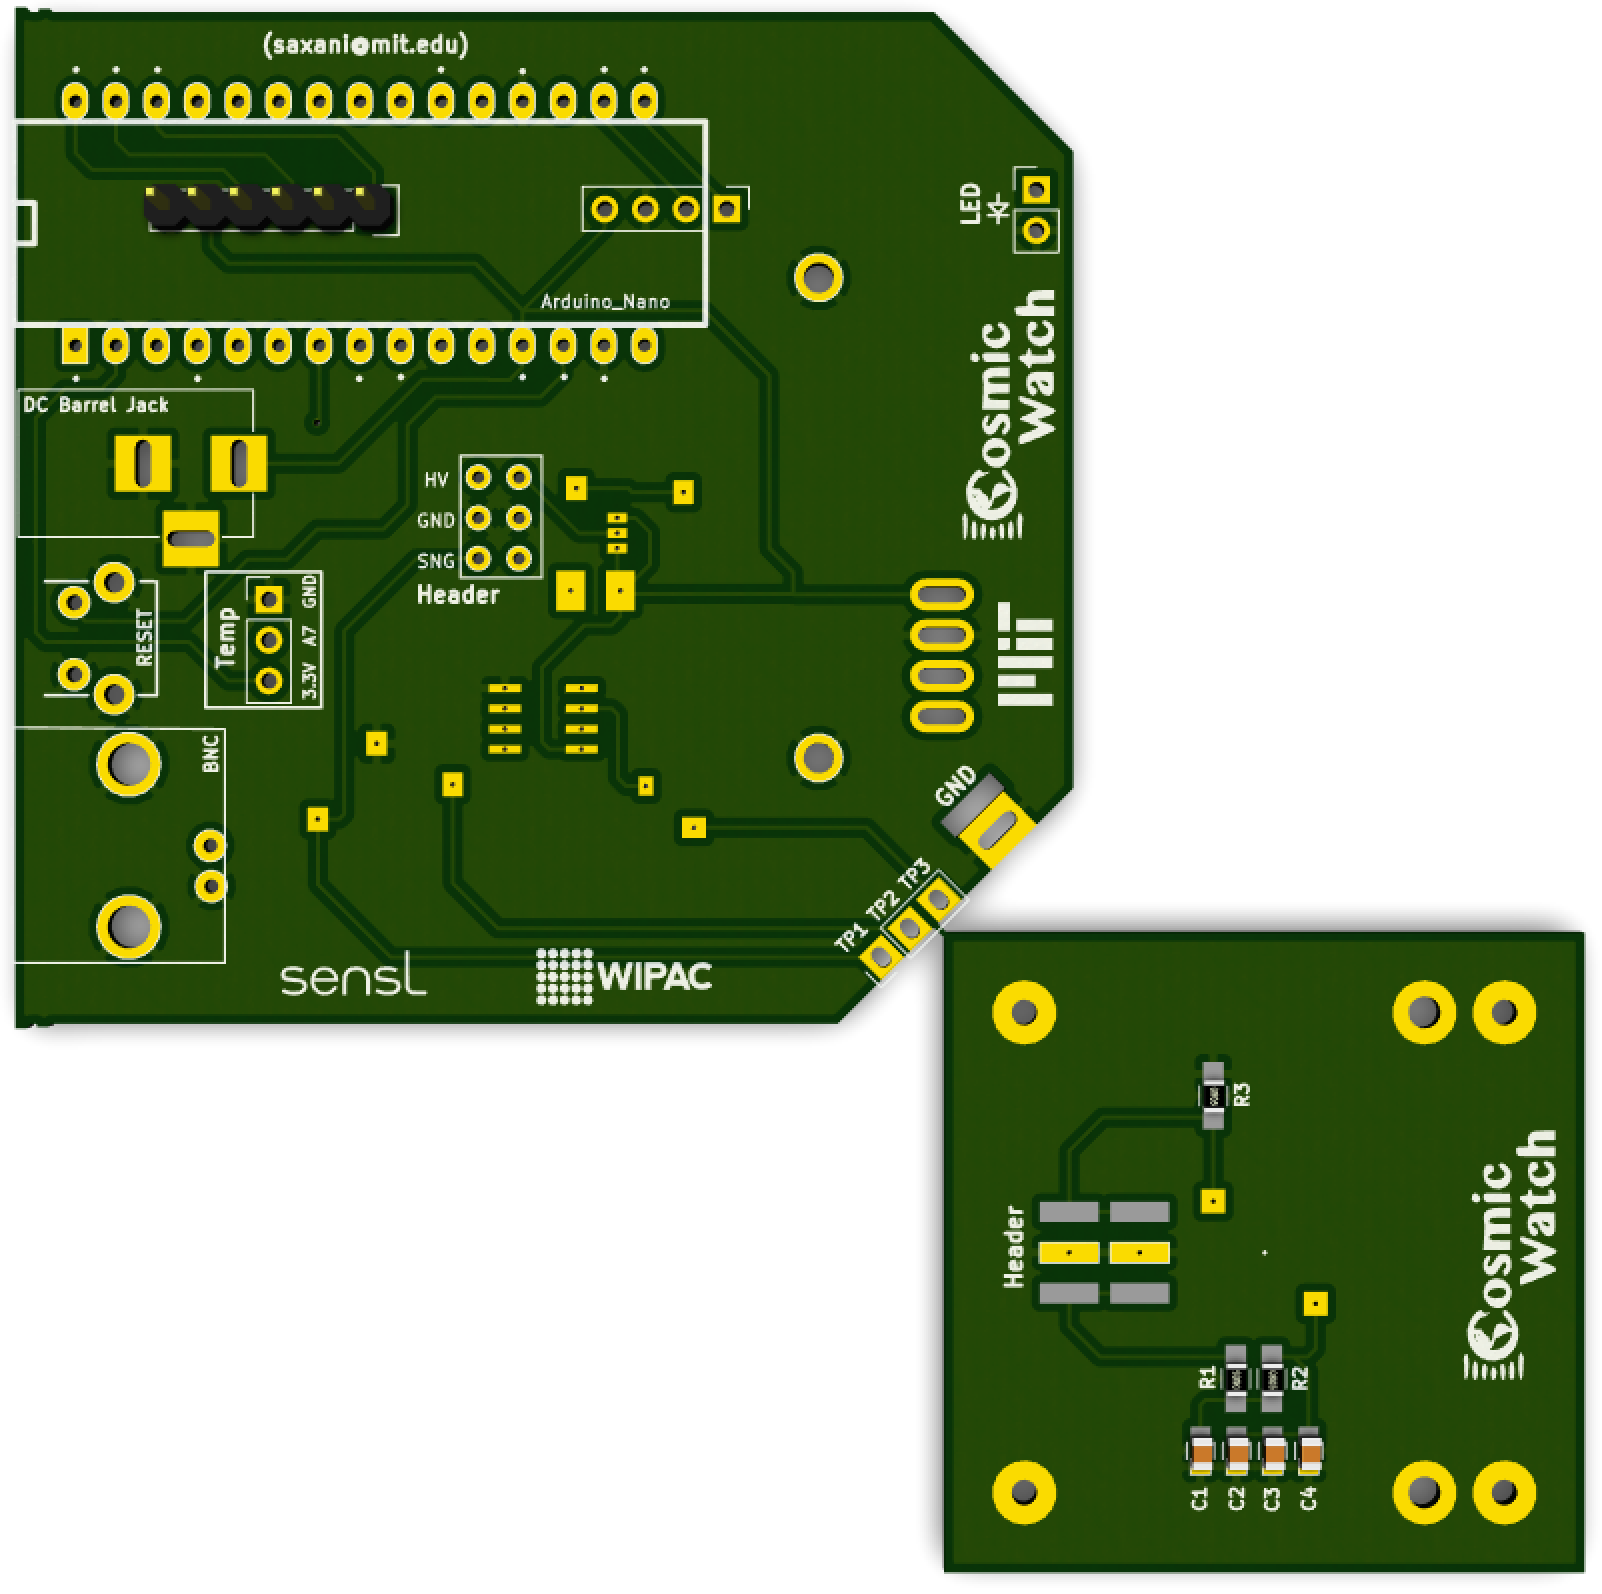 (saxani@mit.edu)
LED
Arduino_Nano
Cosmic
Watch
DC Barrel Jack
HV
GND
SNG
Header
RESET
Temp
GND
A7
3.3V
MiT
BNC
GND
TP1 TP2 TP3
sensL
WIPAC
R3
Header
Cosmic
Watch
R1
R2
C1
C2
C3
C4